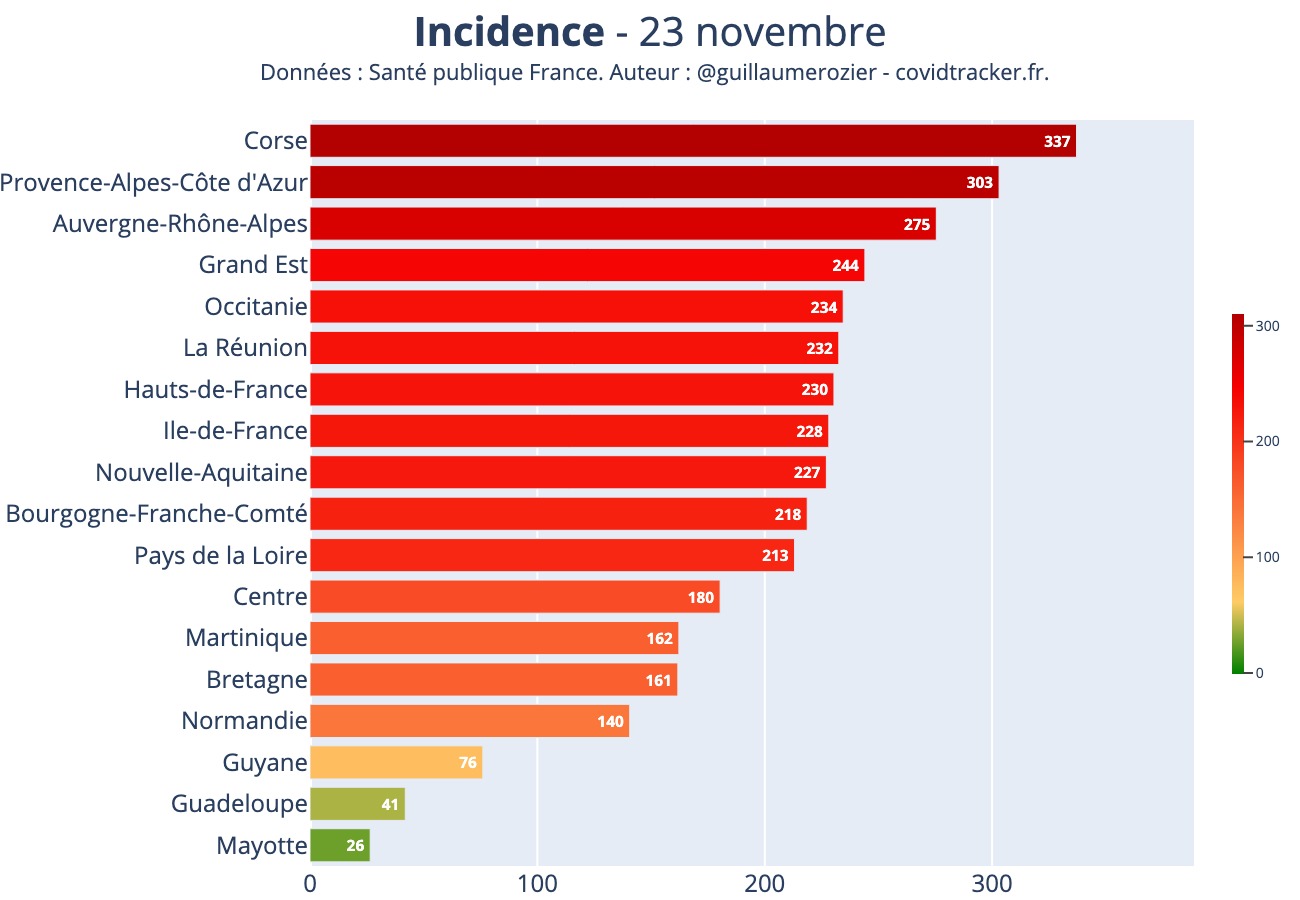 Incidence - 23 novembre
Données : Santé publique France. Auteur : @guillaumerozier - covidtracker.fr.
Corse 337
Provence-Alpes-Côte d'Azur 303
Auvergne-Rhône-Alpes 275
Grand Est 244
Occitanie 234
La Réunion 232
Hauts-de-France 230
Ile-de-France 228
Nouvelle-Aquitaine 227
Bourgogne-Franche-Comté 218
Pays de la Loire 213
Centre 180
Martinique 162
Bretagne 161
Normandie 140
Guyane 76
Guadeloupe 41
Mayotte 26
0 100 200 300
300
200
100
0